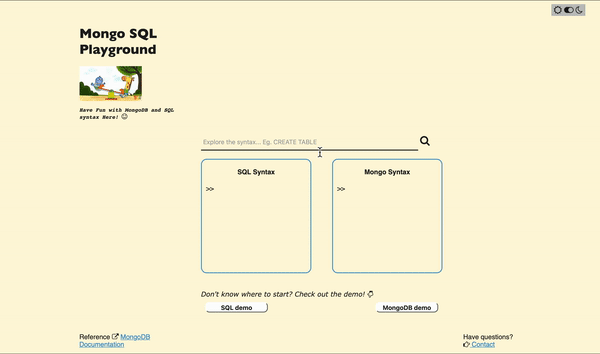 Mongo SQL
Playground
Have Fun with MongoDB and SQL
syntax Here! 
Explore the syntax... Eg. CREATE TABLE
SQL Syntax
>>
Mongo Syntax
>>
Don't know where to start? Check out the demo!
SQL demo
MongoDB demo
Reference MongoDB
Documentation
Have questions?
Contact